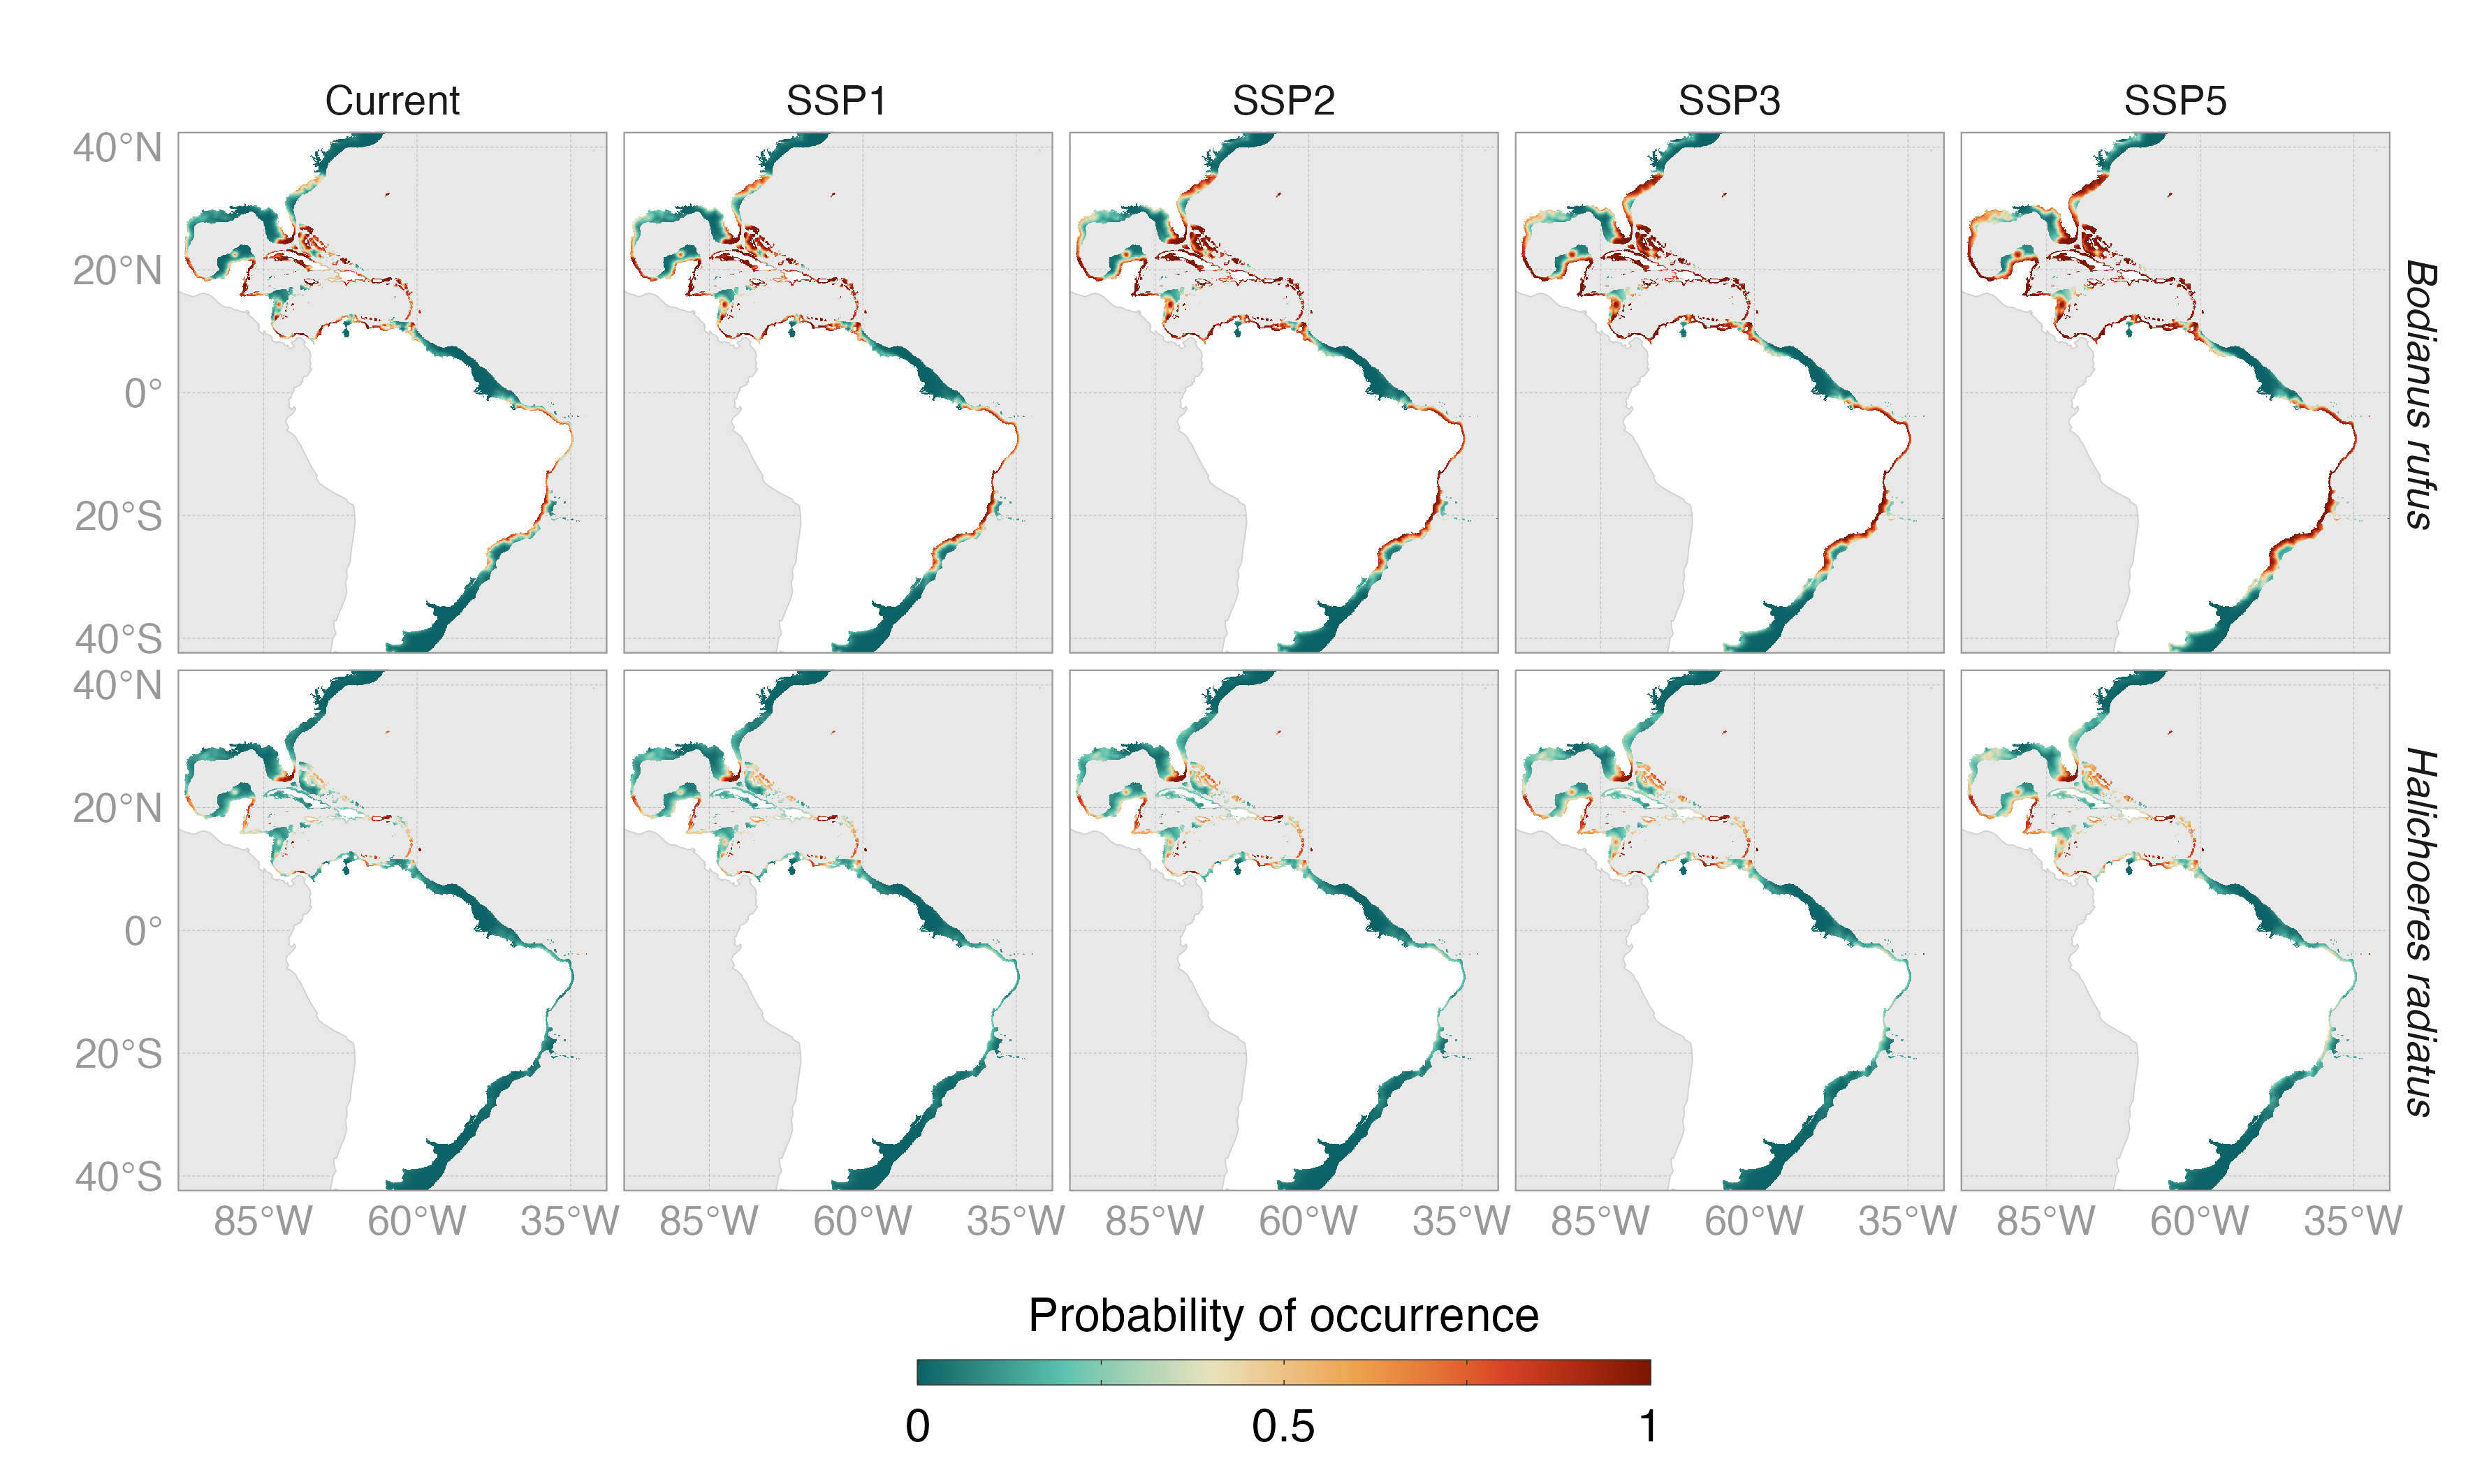 Current SSP1 SSP2 SSP3 SSP5
40°N
20°N
0°
20°S
40°S
Bodianus rufus
40°N
20°N
0°
20°S
40°S
Halichoeres radiatus
85°W 60°W 35°W 85°W 60°W 35°W 85°W 60°W 35°W 85°W 60°W 35°W 85°W 60°W 35°W
Probability of occurrence
0 0.5 1